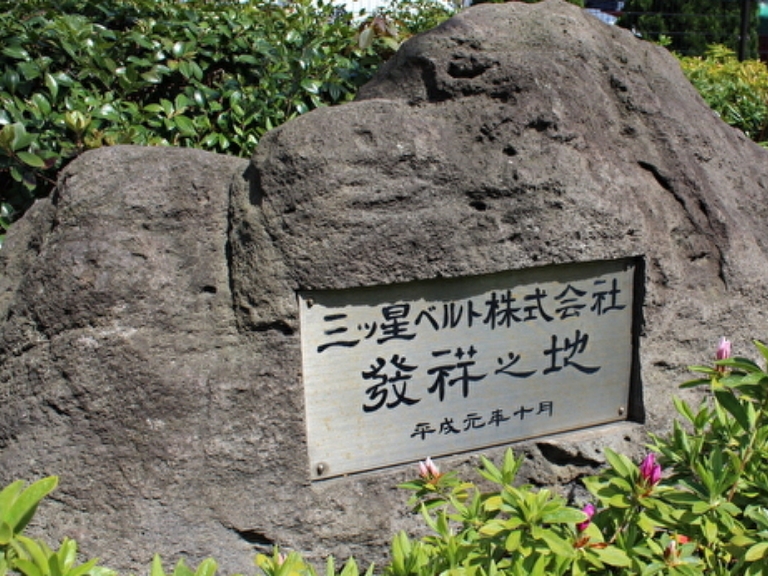 三ッ星ベルト株式会社
發祥之地
平成元年十月